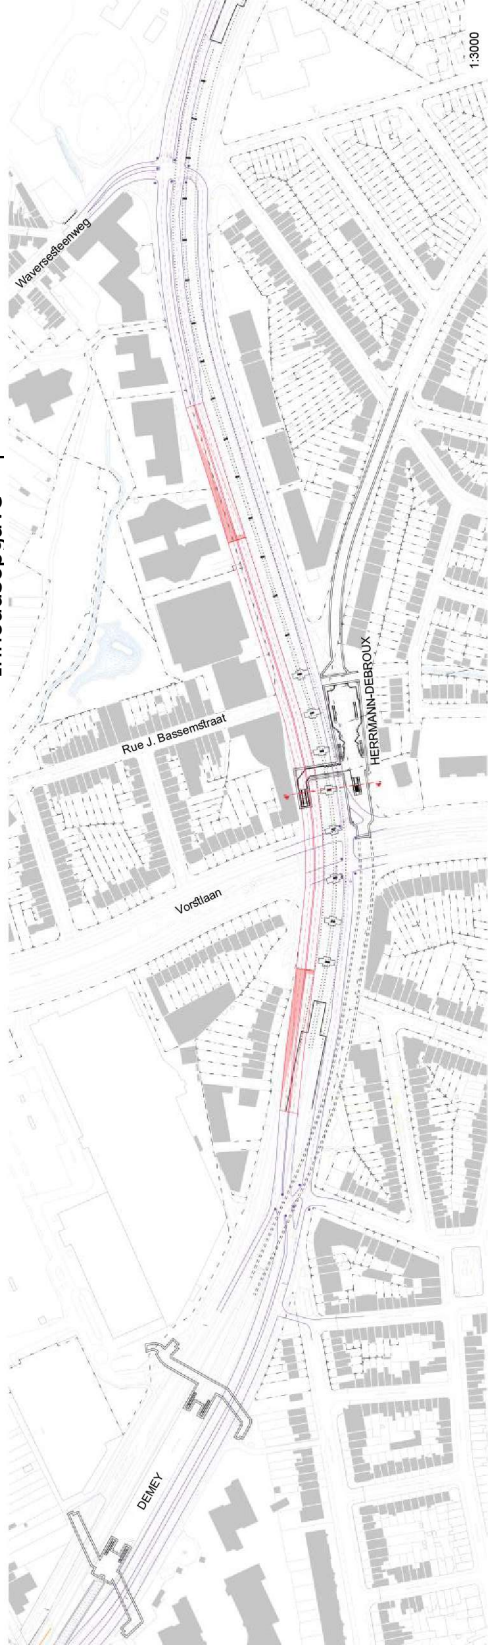 1:3000
Waversesteenweg
HERRMANN-DEBROUX
Rue J. Bassemstraat
Vorstlaan
DEMEY